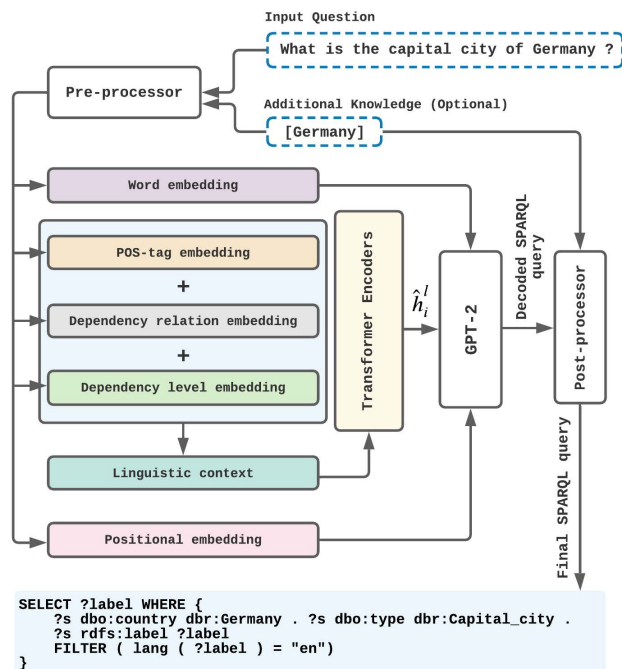 Input Question
What is the capital city of Germany ?
Pre-processor
Additional Knowledge (Optional)
[Germany]
Word embedding
POS-tag embedding
+
Dependency relation embedding
+
Dependency level embedding
Linguistic context
Positional embedding
Transformer Encoders
ĥᵢˡ
GPT-2
Decoded SPARQL
query
Post-processor
Final SPARQL query
SELECT ?label WHERE {
?s dbo:country dbr:Germany . ?s dbo:type dbr:Capital_city .
?s rdfs:label ?label
FILTER ( lang ( ?label ) = "en")
}